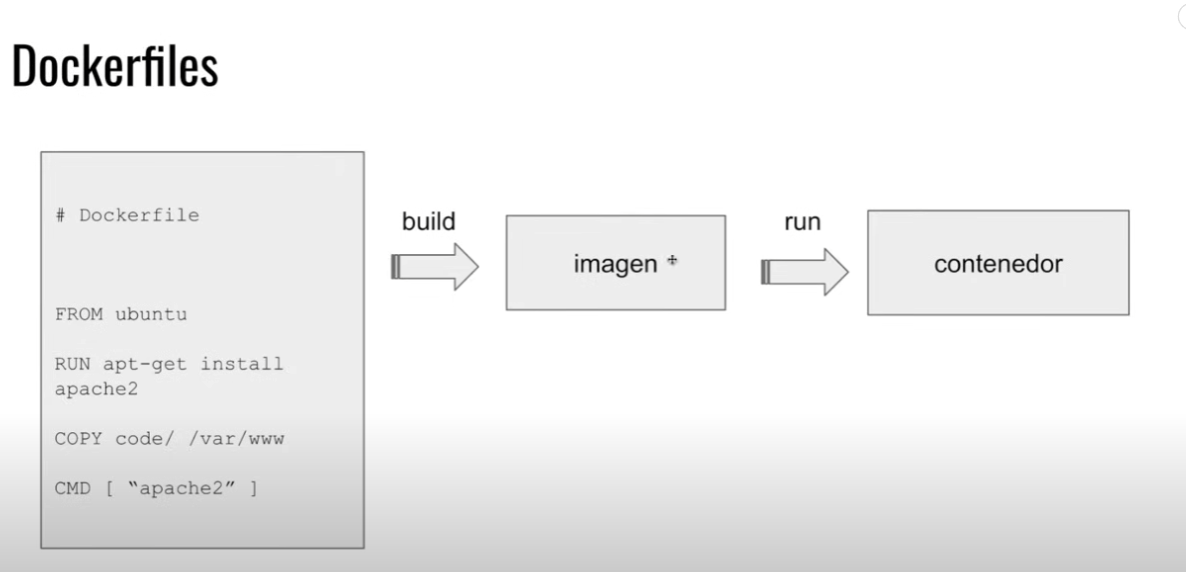 Dockerfiles
# Dockerfile
FROM ubuntu
RUN apt-get install
apache2
COPY code/ /var/www
CMD [ “apache2” ]
build
imagen
run
contenedor